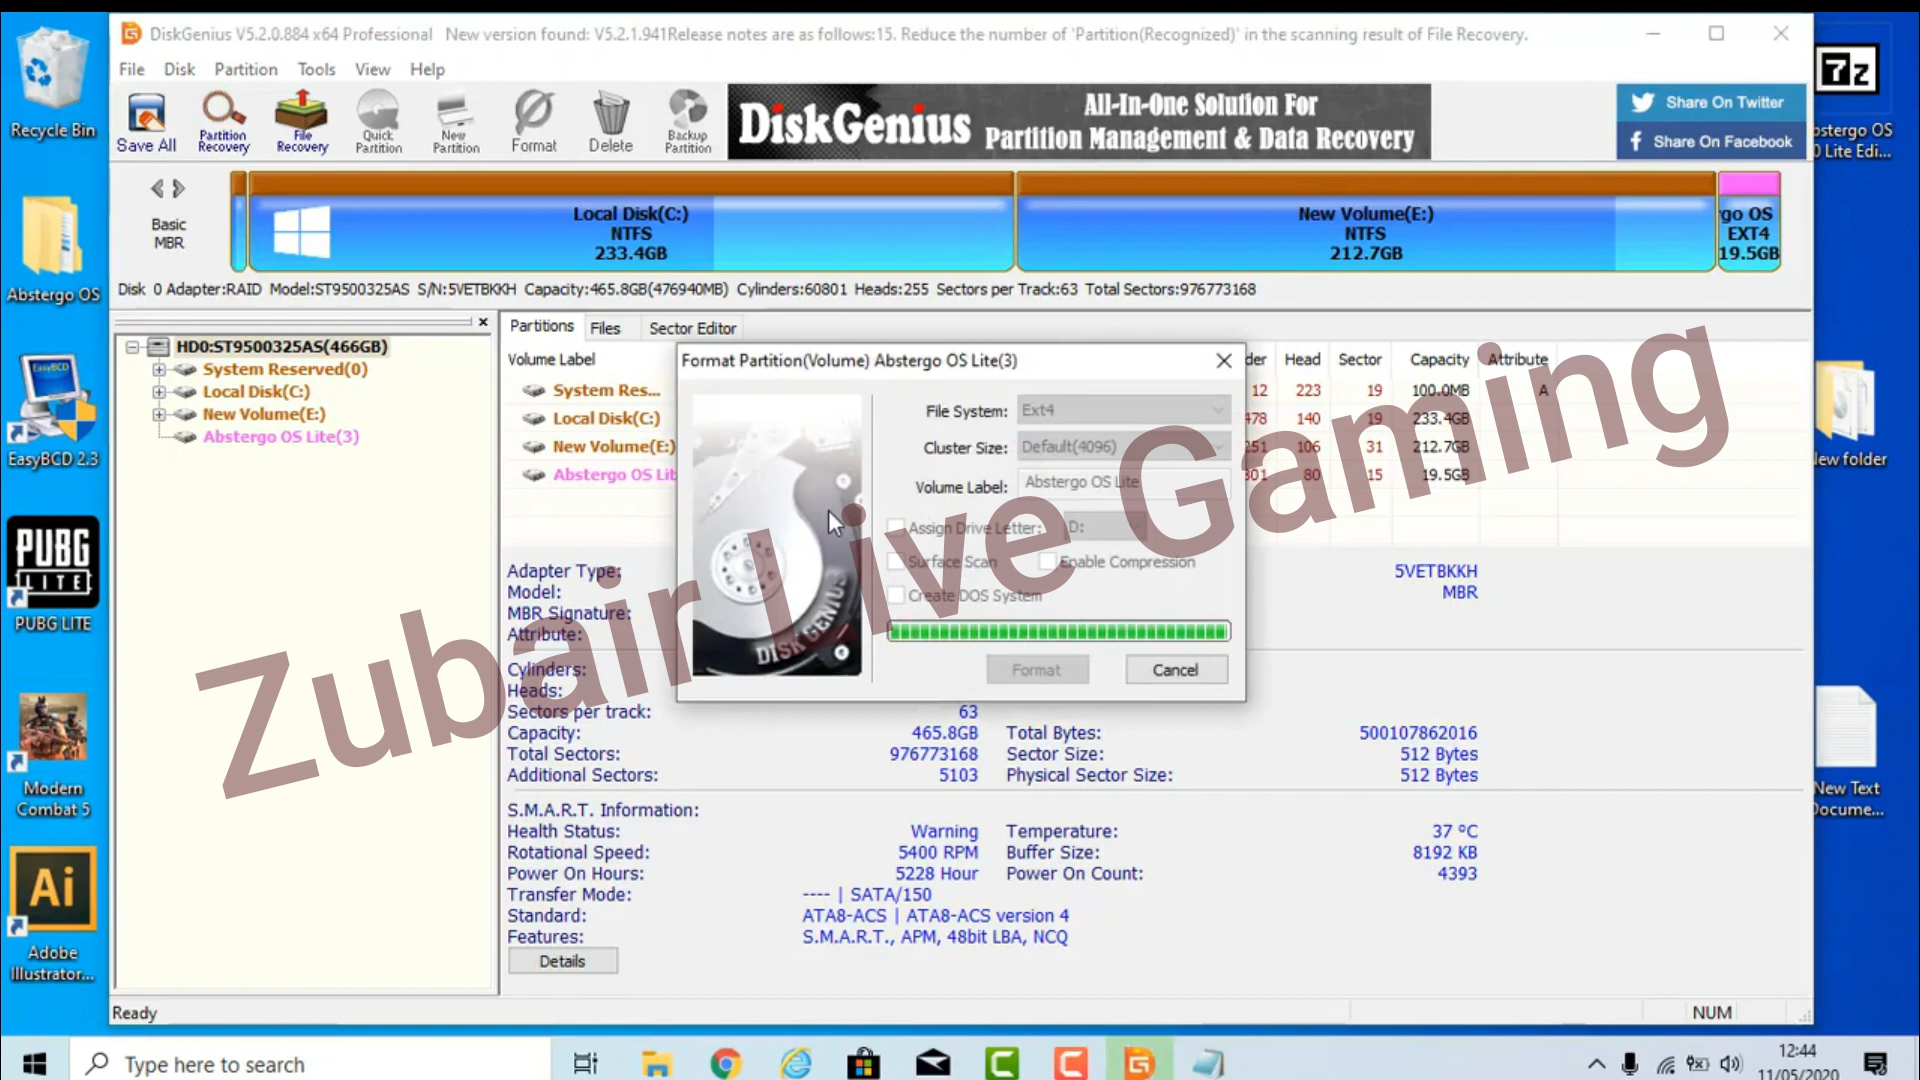 DiskGenius V5.2.0.884 x64 Professional   New version found: V5.2.1.941Release notes are as follows:15. Reduce the number of 'Partition(Recognized)' in the scanning result of File Recovery.
File Disk Partition Tools View Help
Save All
Partition Recovery
File Recovery
Quick Partition
New Partition
Format
Delete
Backup Partition
DiskGenius
All-In-One Solution For
Partition Management & Data Recovery
Share On Twitter
Share On Facebook
Basic
MBR
Local Disk(C:)
NTFS
233.4GB
New Volume(E:)
NTFS
212.7GB
go OS
EXT4
19.5GB
Disk 0 Adapter:RAID Model:ST9500325AS S/N:5VETBKKH Capacity:465.8GB(476940MB) Cylinders:60801 Heads:255 Sectors per Track:63 Total Sectors:976773168
HD0:ST9500325AS(466GB)
System Reserved(0)
Local Disk(C:)
New Volume(E:)
Abstergo OS Lite(3)
Partitions Files Sector Editor
Volume Label der Head Sector Capacity Attribute
System Res... 12 223 19 100.0MB A
Local Disk(C:) 478 140 19 233.4GB
New Volume(E:) 251 106 31 212.7GB
Abstergo OS Lit 301 80 15 19.5GB
Format Partition(Volume) Abstergo OS Lite(3)
File System: Ext4
Cluster Size: Default(4096)
Volume Label: Abstergo OS Lite
Assign Drive Letter: D:
Surface Scan Enable Compression
Create DOS System
Format Cancel
DISKGENIUS
Adapter Type: 5VETBKKH
Model: MBR
MBR Signature:
Attribute:
Cylinders:
Heads:
Sectors per track: 63
Capacity: 465.8GB Total Bytes: 500107862016
Total Sectors: 976773168 Sector Size: 512 Bytes
Additional Sectors: 5103 Physical Sector Size: 512 Bytes
S.M.A.R.T. Information:
Health Status: Warning Temperature: 37 °C
Rotational Speed: 5400 RPM Buffer Size: 8192 KB
Power On Hours: 5228 Hour Power On Count: 4393
Transfer Mode: ---- | SATA/150
Standard: ATA8-ACS | ATA8-ACS version 4
Features: S.M.A.R.T., APM, 48bit LBA, NCQ
Details
Ready NUM
Zubair Live Gaming
Recycle Bin
Abstergo OS
EasyBCD
EasyBCD 2.3
PUBG
LITE
PUBG LITE
Modern
Combat 5
Ai
Adobe
Illustrator...
7z
bstergo OS
0 Lite Edi...
New folder
New Text
Docume...
Type here to search
12:44
11/05/2020